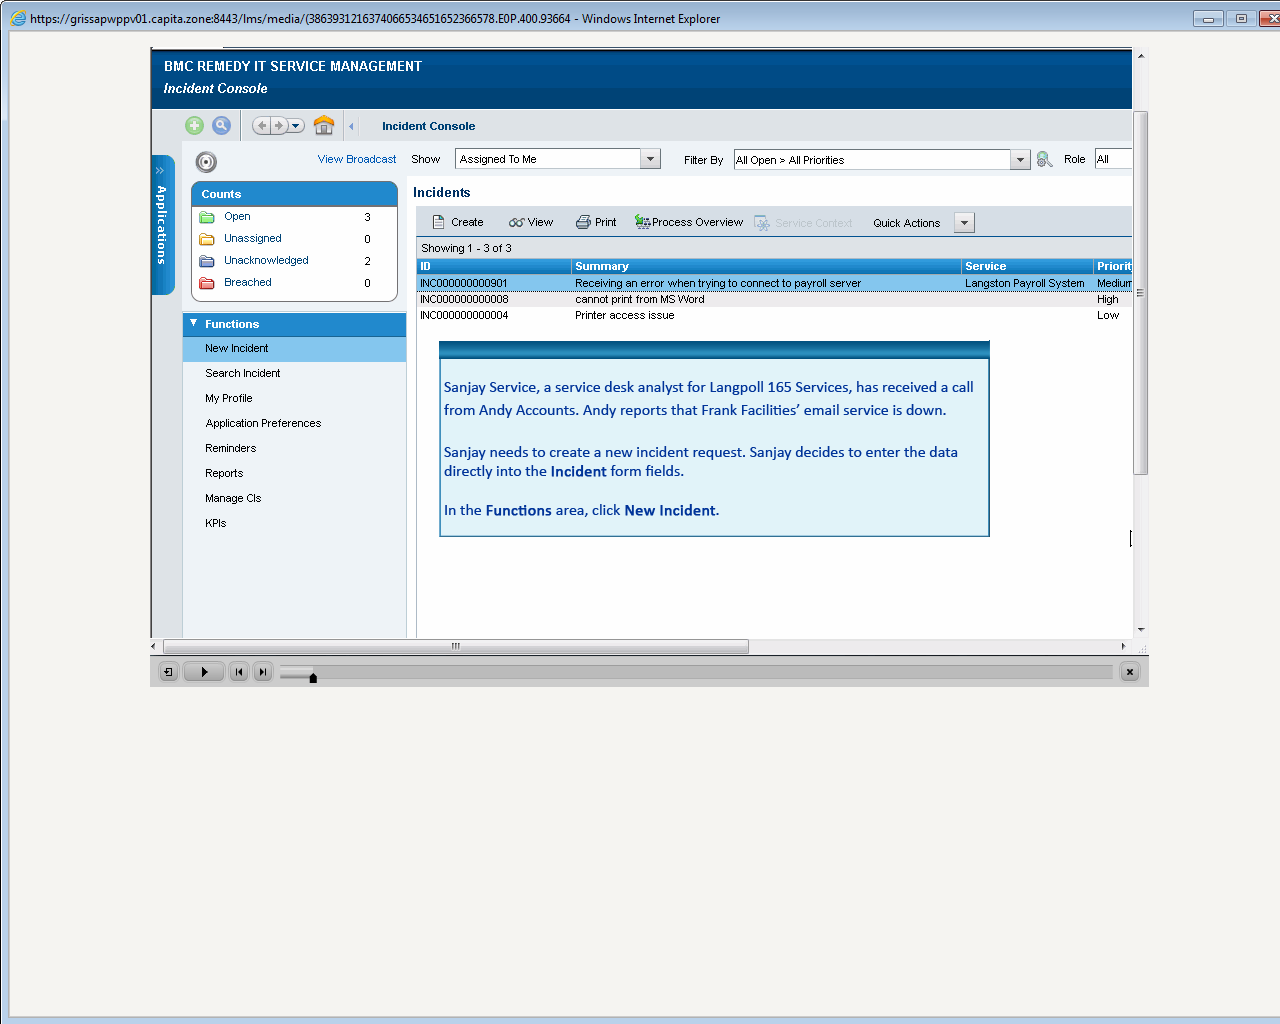 https://grissapwppv01.capita.zone:8443/lms/media/(3863931216374066534651652366578.E0P.400.93664 - Windows Internet Explorer
BMC REMEDY IT SERVICE MANAGEMENT
Incident Console
Incident Console
View Broadcast Show Assigned To Me Filter By All Open > All Priorities Role All
Applications
Counts
Open 3
Unassigned 0
Unacknowledged 2
Breached 0
Functions
New Incident
Search Incident
My Profile
Application Preferences
Reminders
Reports
Manage CIs
KPIs
Incidents
Create View Print Process Overview Service Context Quick Actions
Showing 1 - 3 of 3
ID Summary Service Priorit
INC000000000901 Receiving an error when trying to connect to payroll server Langston Payroll System Medium
INC000000000008 cannot print from MS Word High
INC000000000004 Printer access issue Low
Sanjay Service, a service desk analyst for Langpoll 165 Services, has received a call
from Andy Accounts. Andy reports that Frank Facilities’ email service is down.
Sanjay needs to create a new incident request. Sanjay decides to enter the data
directly into the Incident form fields.
In the Functions area, click New Incident.